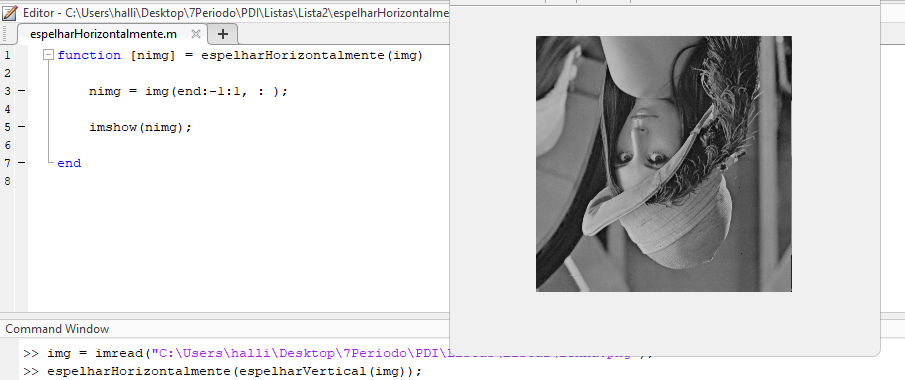 Editor - C:\Users\halli\Desktop\7Periodo\PDI\Listas\Lista2\espelharHorizontalme
espelharHorizontalmente.m
1 function [nimg] = espelharHorizontalmente(img)
2
3 nimg = img(end:-1:1, : );
4
5 imshow(nimg);
6
7 end
8
Command Window
>> img = imread("C:\Users\halli\Desktop\7Periodo\PDI\
>> espelharHorizontalmente(espelharVertical(img));